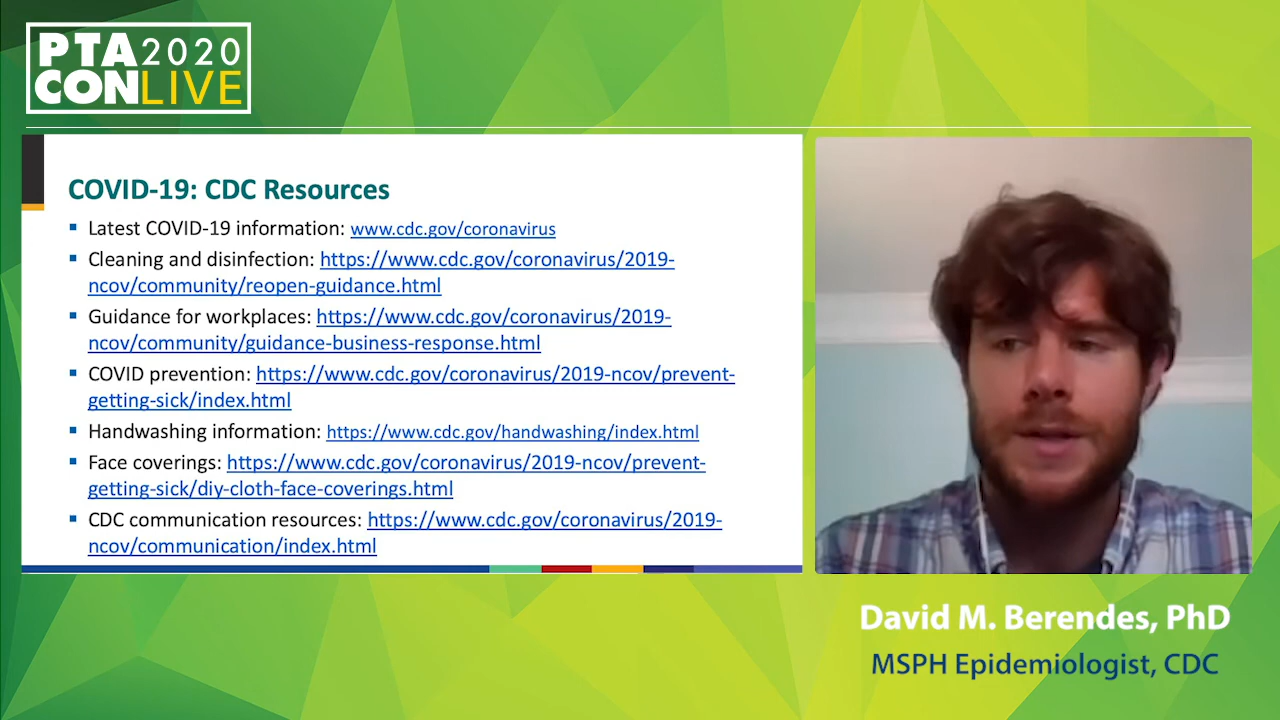 PTA2020
CONLIVE
COVID-19: CDC Resources
Latest COVID-19 information: www.cdc.gov/coronavirus
Cleaning and disinfection: https://www.cdc.gov/coronavirus/2019-
ncov/community/reopen-guidance.html
Guidance for workplaces: https://www.cdc.gov/coronavirus/2019-
ncov/community/guidance-business-response.html
COVID prevention: https://www.cdc.gov/coronavirus/2019-ncov/prevent-
getting-sick/index.html
Handwashing information: https://www.cdc.gov/handwashing/index.html
Face coverings: https://www.cdc.gov/coronavirus/2019-ncov/prevent-
getting-sick/diy-cloth-face-coverings.html
CDC communication resources: https://www.cdc.gov/coronavirus/2019-
ncov/communication/index.html
David M. Berendes, PhD
MSPH Epidemiologist, CDC